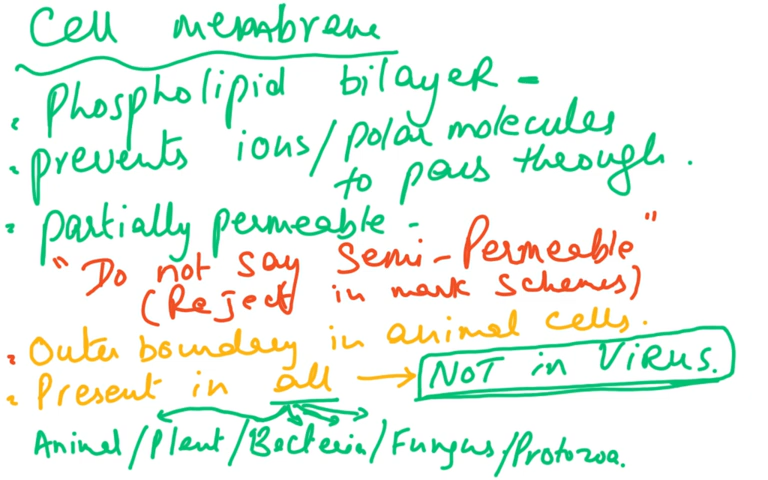 Cell membrane
• Phospholipid bilayer -
• prevents ions/polar molecules
to pass through.
• partially permeable -
"Do not say Semi-Permeable"
(Reject in mark schemes)
• Outer boundary in animal cells.
• Present in all → NOT in ViRus.
Animal/Plant/Bacteria/Fungus/Protozoa.